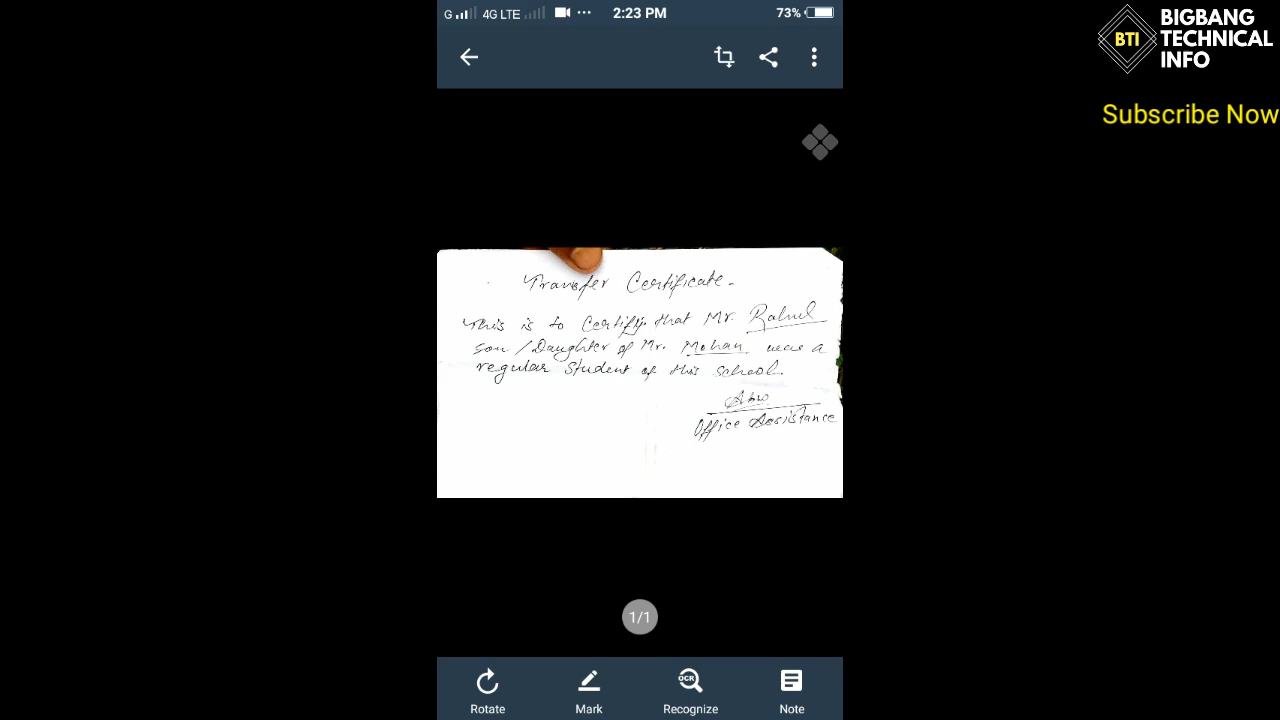 G 4G LTE ... 2:23 PM 73%
BIGBANG
TECHNICAL
INFO
BTI
Subscribe Now
Transfer Certificate.
This is to Certify that Mr. Rahul
son / Daughter of Mr. Mohan was a
regular Student of this school.
Office Assistance
1/1
Rotate Mark OCR Recognize Note